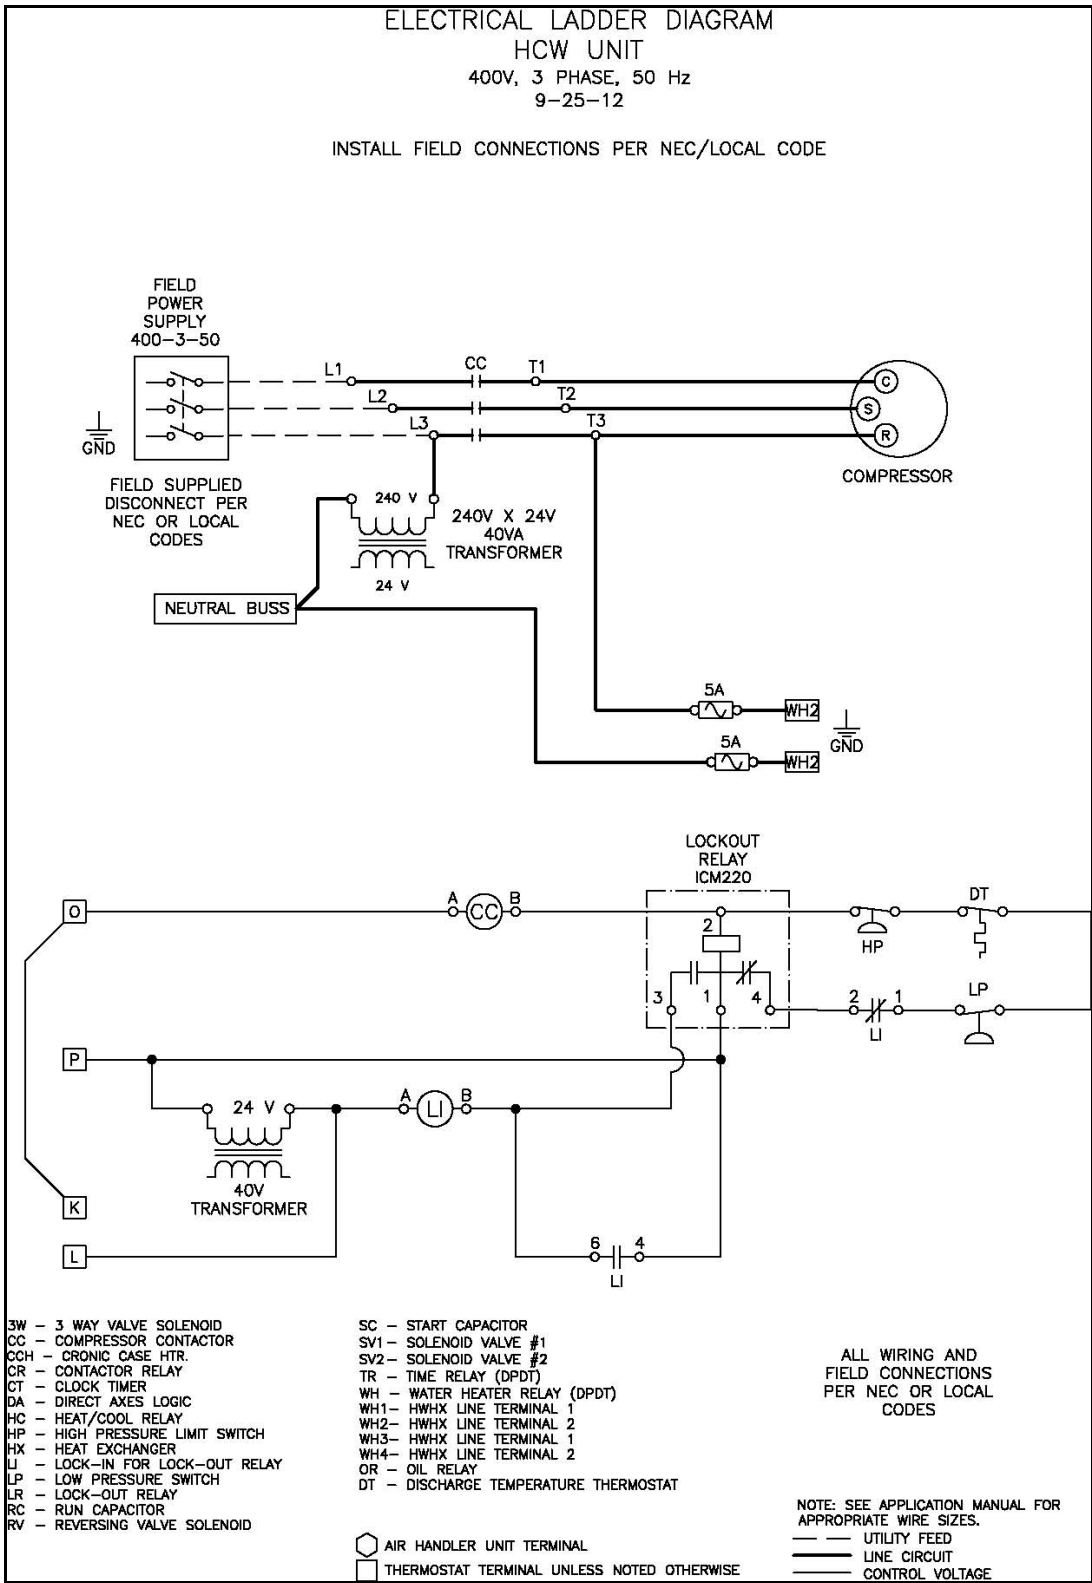 ELECTRICAL LADDER DIAGRAM
HCW UNIT
400V, 3 PHASE, 50 Hz
9-25-12
INSTALL FIELD CONNECTIONS PER NEC/LOCAL CODE
FIELD
POWER
SUPPLY
400-3-50
L1
CC
T1
C
L2
T2
S
L3
T3
R
GND
COMPRESSOR
FIELD SUPPLIED
DISCONNECT PER
NEC OR LOCAL
CODES
240 V
240V X 24V
40VA
TRANSFORMER
24 V
NEUTRAL BUSS
5A
WH2
GND
5A
WH2
LOCKOUT
RELAY
ICM220
O
A
CC
B
2
HP
DT
3
1
4
2
1
LI
LP
P
24 V
A
LI
B
40V
TRANSFORMER
K
L
6
4
LI
3W - 3 WAY VALVE SOLENOID
CC - COMPRESSOR CONTACTOR
CCH - CRONIC CASE HTR.
CR - CONTACTOR RELAY
CT - CLOCK TIMER
DA - DIRECT AXES LOGIC
HC - HEAT/COOL RELAY
HP - HIGH PRESSURE LIMIT SWITCH
HX - HEAT EXCHANGER
LI - LOCK-IN FOR LOCK-OUT RELAY
LP - LOW PRESSURE SWITCH
LR - LOCK-OUT RELAY
RC - RUN CAPACITOR
RV - REVERSING VALVE SOLENOID
SC - START CAPACITOR
SV1 - SOLENOID VALVE #1
SV2 - SOLENOID VALVE #2
TR - TIME RELAY (DPDT)
WH - WATER HEATER RELAY (DPDT)
WH1- HWHX LINE TERMINAL 1
WH2- HWHX LINE TERMINAL 2
WH3- HWHX LINE TERMINAL 1
WH4- HWHX LINE TERMINAL 2
OR - OIL RELAY
DT - DISCHARGE TEMPERATURE THERMOSTAT
AIR HANDLER UNIT TERMINAL
THERMOSTAT TERMINAL UNLESS NOTED OTHERWISE
ALL WIRING AND
FIELD CONNECTIONS
PER NEC OR LOCAL
CODES
NOTE: SEE APPLICATION MANUAL FOR
APPROPRIATE WIRE SIZES.
UTILITY FEED
LINE CIRCUIT
CONTROL VOLTAGE